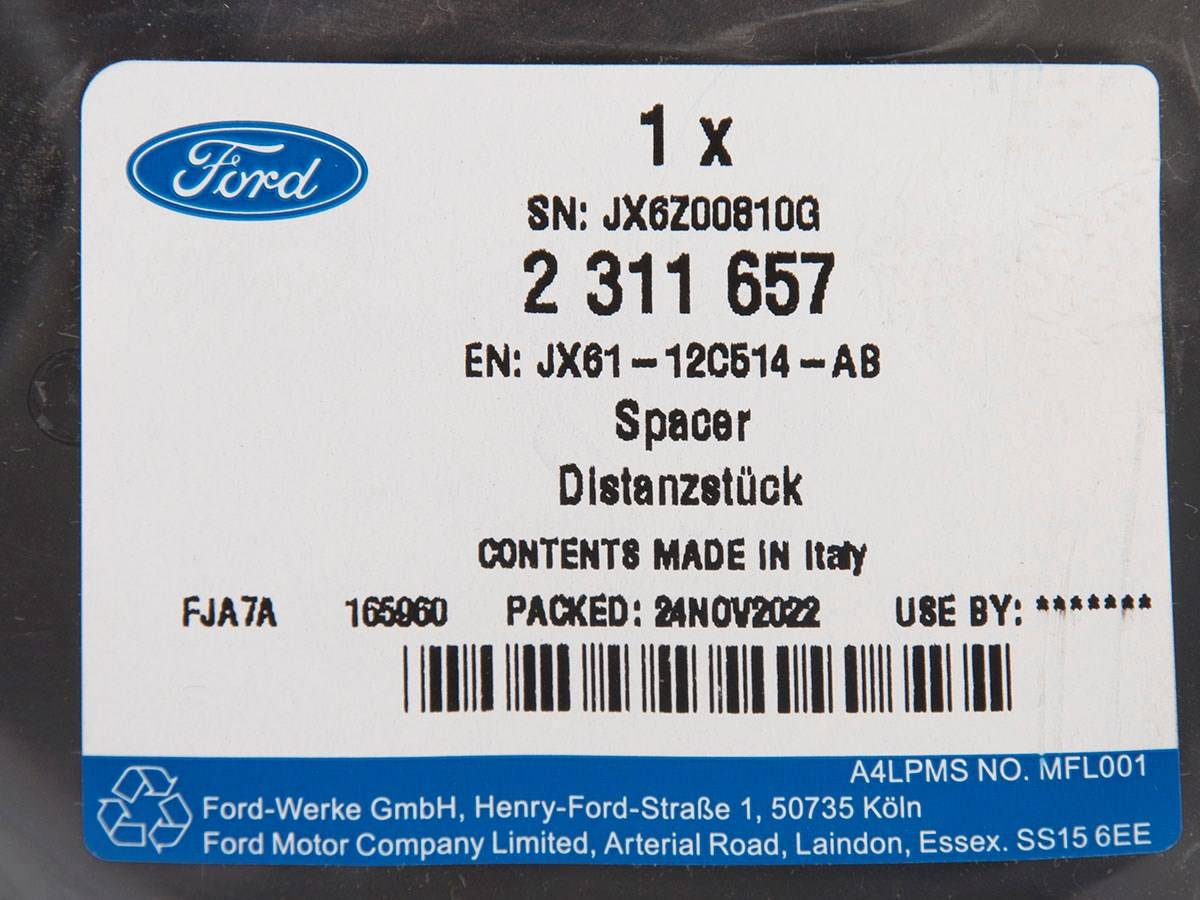 Ford
1 x
SN: JX6Z00810G
2 311 657
EN: JX61-12C514-AB
Spacer
Distanzstück
CONTENTS MADE IN Italy
FJA7A 165960 PACKED: 24NOV2022 USE BY: *******
A4LPMS NO. MFL001
Ford-Werke GmbH, Henry-Ford-Straße 1, 50735 Köln
Ford Motor Company Limited, Arterial Road, Laindon, Essex. SS15 6EE